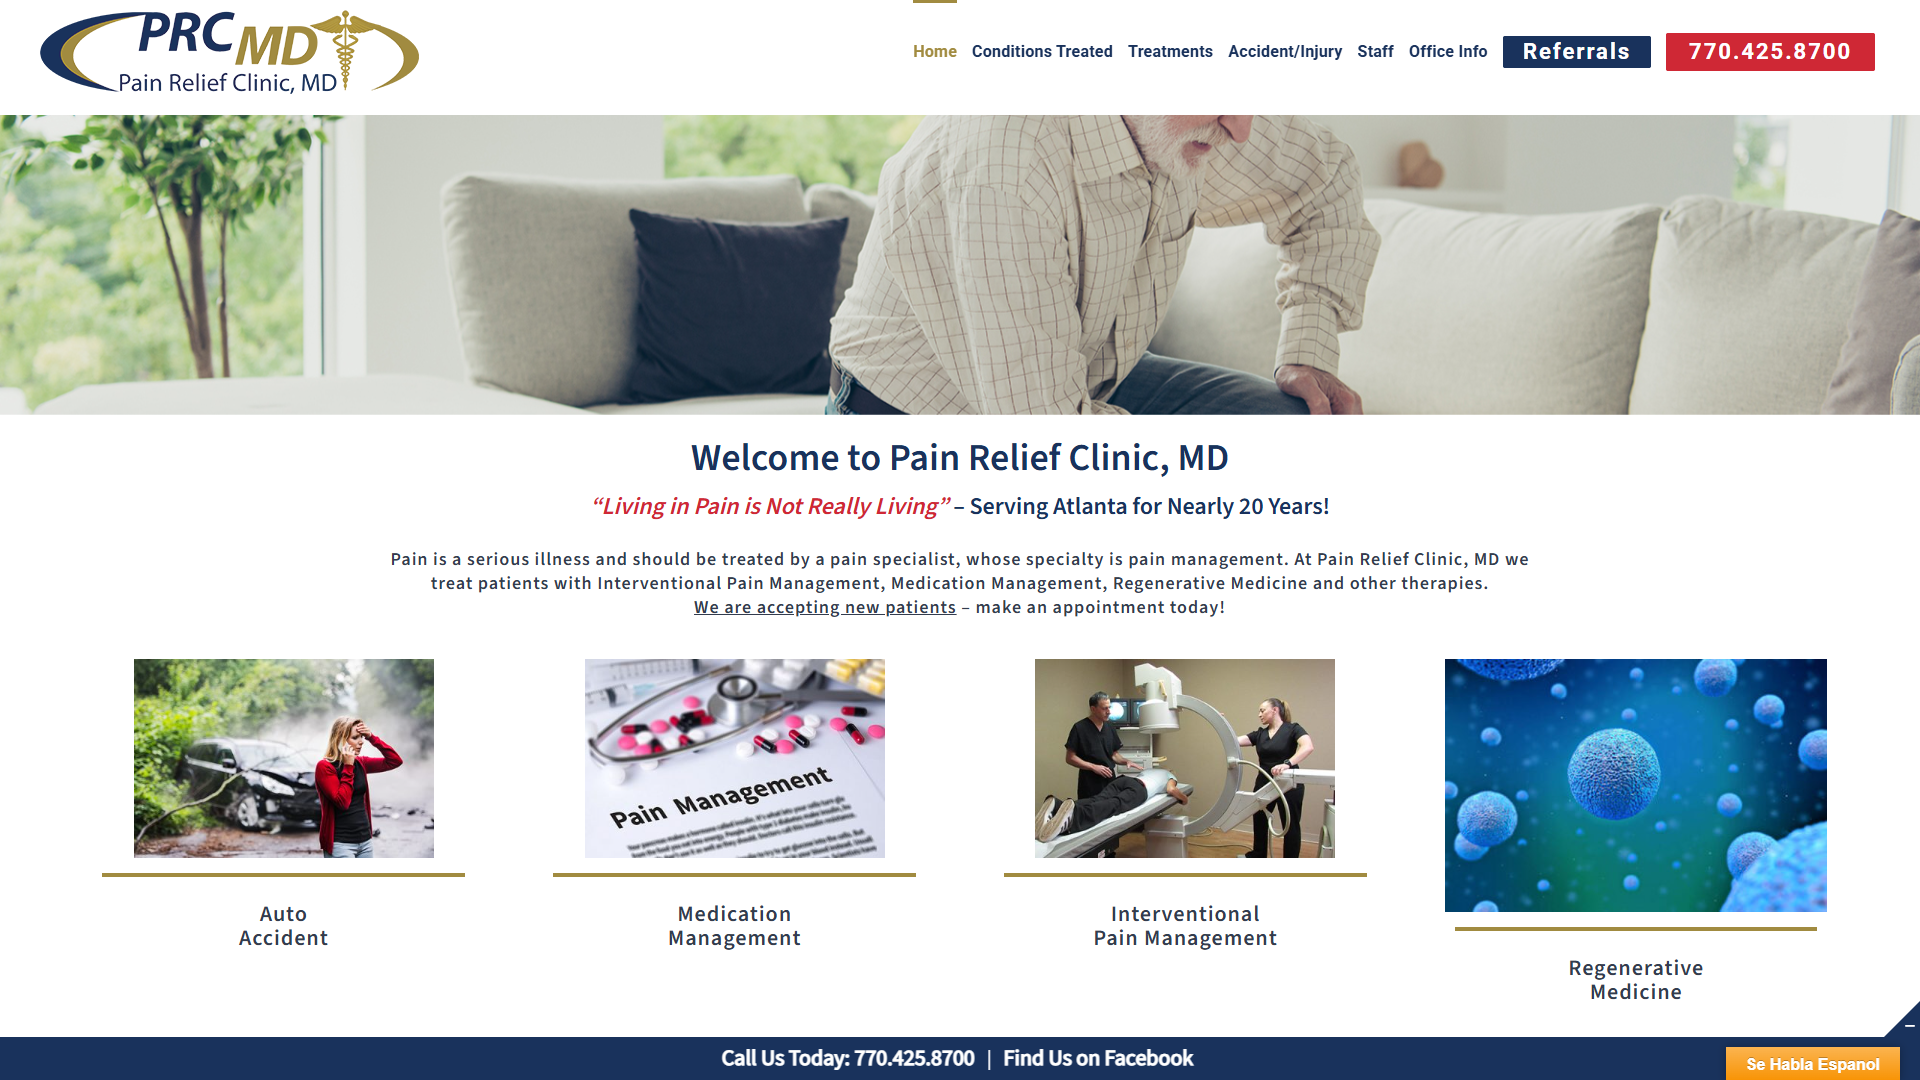 PRC MD
Pain Relief Clinic, MD
Home
Conditions Treated
Treatments
Accident/Injury
Staff
Office Info
Referrals
770.425.8700
Welcome to Pain Relief Clinic, MD
“Living in Pain is Not Really Living” – Serving Atlanta for Nearly 20 Years!
Pain is a serious illness and should be treated by a pain specialist, whose specialty is pain management. At Pain Relief Clinic, MD we
treat patients with Interventional Pain Management, Medication Management, Regenerative Medicine and other therapies.
We are accepting new patients – make an appointment today!
Pain Management
Auto
Accident
Medication
Management
Interventional
Pain Management
Regenerative
Medicine
Call Us Today: 770.425.8700 | Find Us on Facebook
Se Habla Espanol